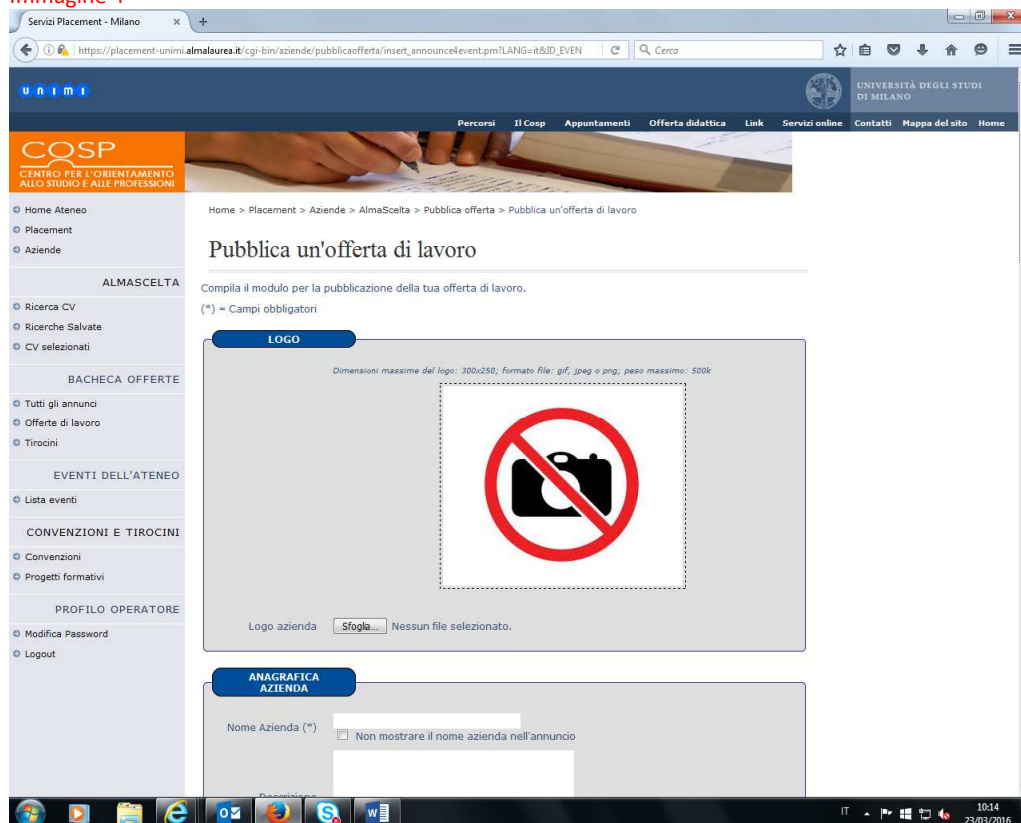 Immagine 4
Servizi Placement - Milano × +
https://placement-unimi.almalaurea.it/cgi-bin/aziende/pubblicaofferta/insert_announce4event.pm?LANG=it&ID_EVEN
Cerca
UNIMI
UNIVERSITÀ DEGLI STUDI
DI MILANO
Percorsi Il Cosp Appuntamenti Offerta didattica Link Servizi online Contatti Mappa del sito Home
COSP
CENTRO PER L'ORIENTAMENTO
ALLO STUDIO E ALLE PROFESSIONI
Home Ateneo
Placement
Aziende
ALMASCELTA
Ricerca CV
Ricerche Salvate
CV selezionati
BACHECA OFFERTE
Tutti gli annunci
Offerte di lavoro
Tirocini
EVENTI DELL'ATENEO
Lista eventi
CONVENZIONI E TIROCINI
Convenzioni
Progetti formativi
PROFILO OPERATORE
Modifica Password
Logout
Home > Placement > Aziende > AlmaScelta > Pubblica offerta > Pubblica un'offerta di lavoro
Pubblica un'offerta di lavoro
Compila il modulo per la pubblicazione della tua offerta di lavoro.
(*) = Campi obbligatori
LOGO
Dimensioni massime del logo: 300x250; formato file: gif, jpeg o png; peso massimo: 500k
Logo azienda Sfoglia... Nessun file selezionato.
ANAGRAFICA
AZIENDA
Nome Azienda (*)
Non mostrare il nome azienda nell'annuncio
Descrizione
IT
10:14
23/03/2016